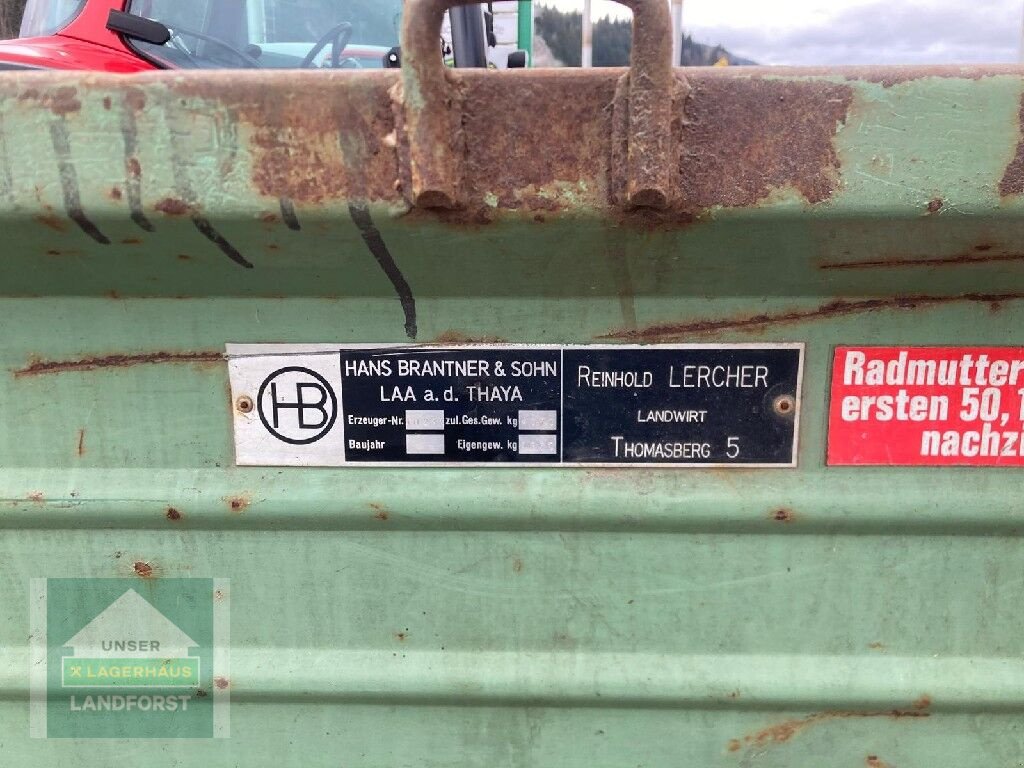 HB
HANS BRANTNER & SOHN
LAA a.d. THAYA
Erzeuger-Nr. zul.Ges.Gew. kg
Baujahr Eigengew. kg
REINHOLD LERCHER
LANDWIRT
THOMASBERG 5
Radmutter
ersten 50, 1
nachz
UNSER
X LAGERHAUS
LANDFORST